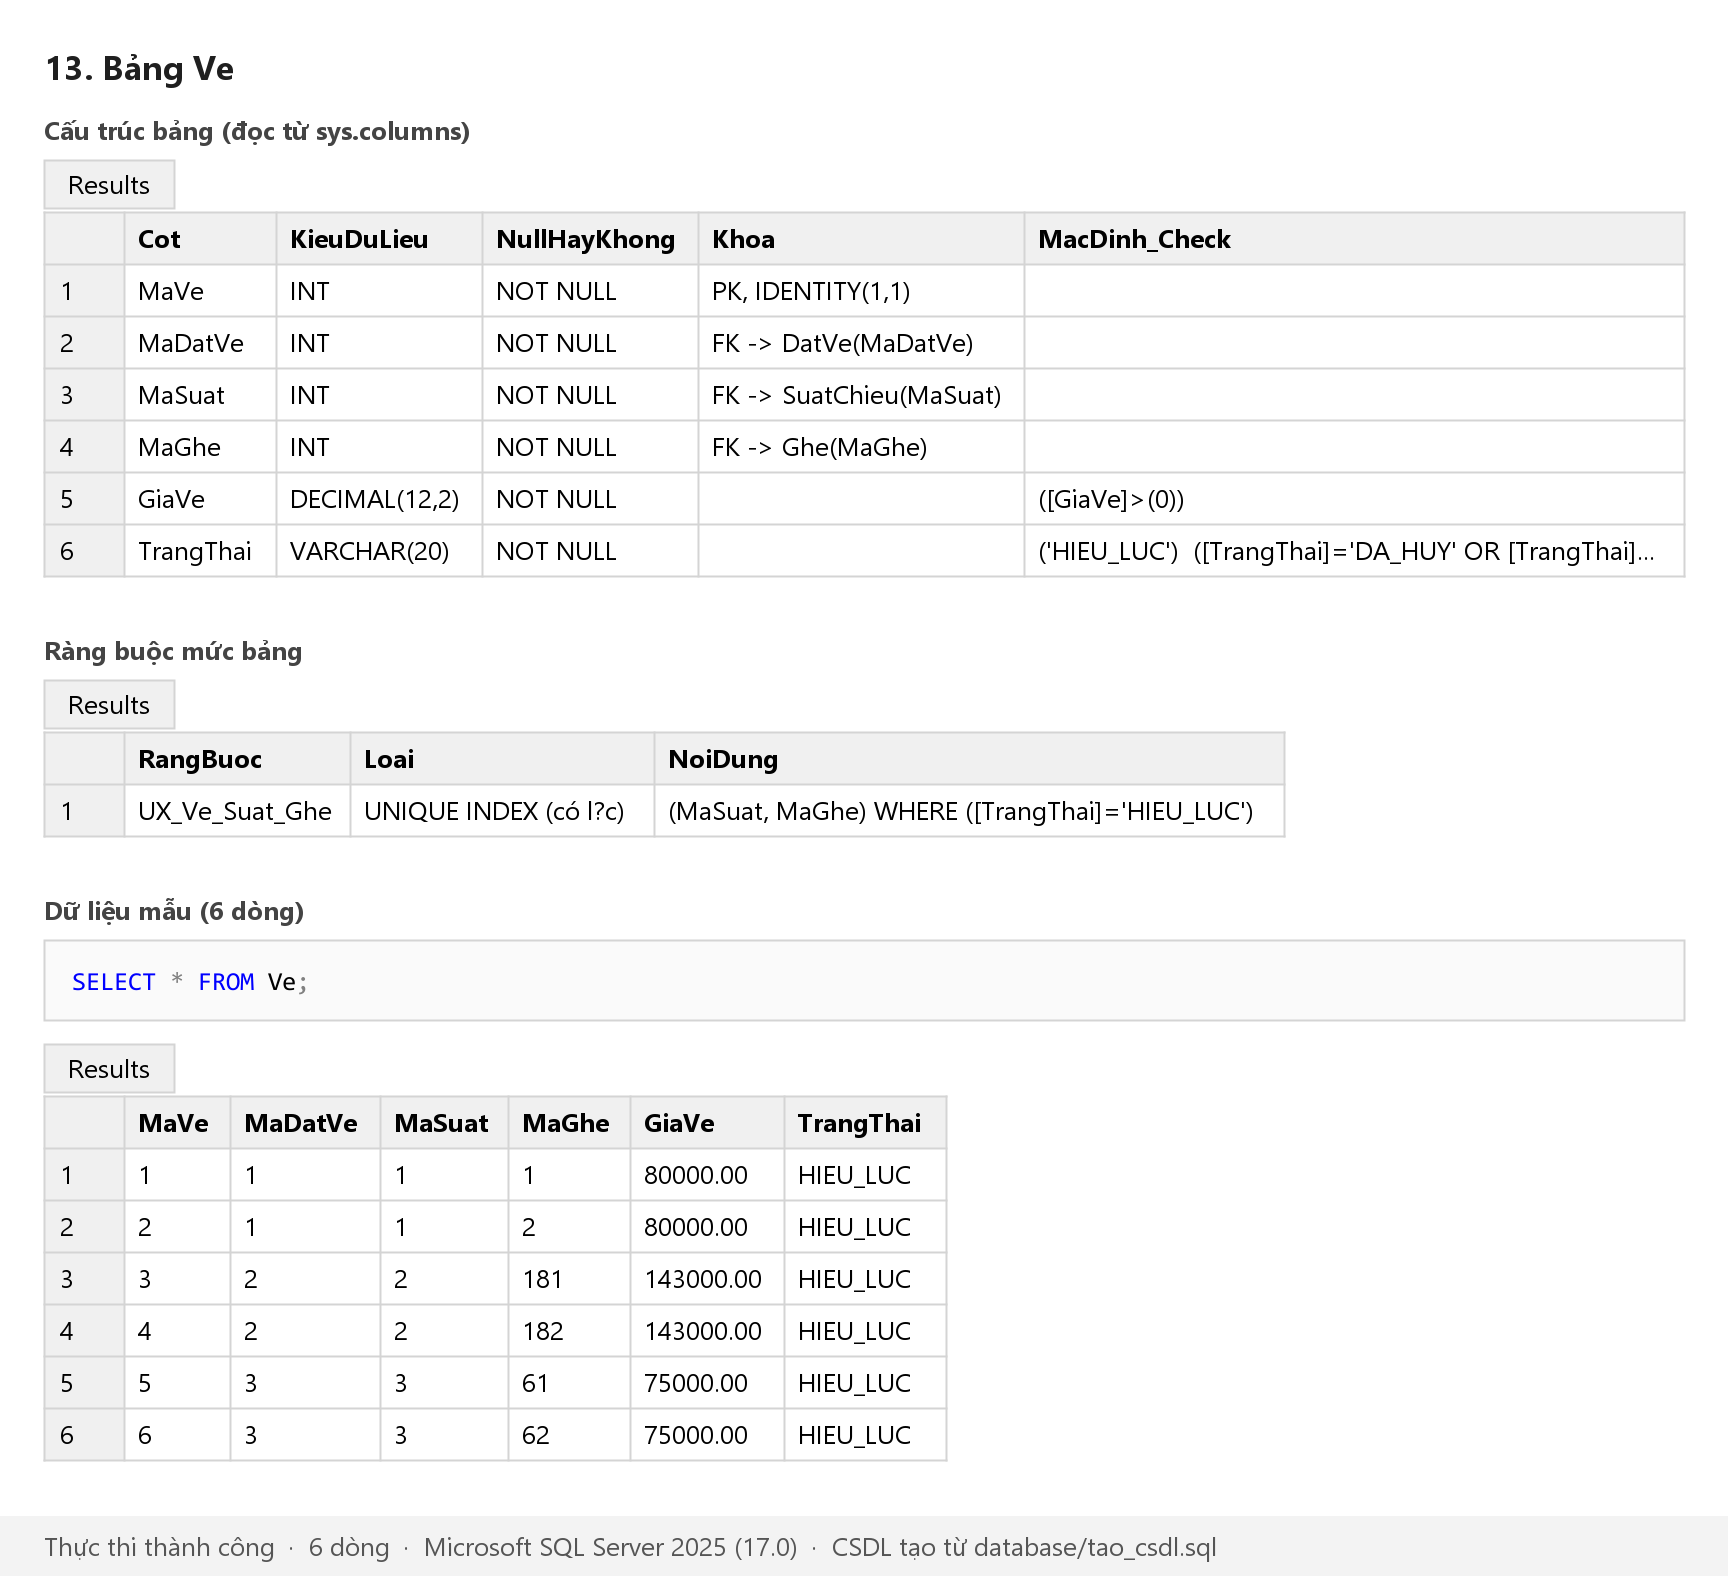 13. Bảng Ve
Cấu trúc bảng (đọc từ sys.columns)
Results
Cot KieuDuLieu NullHayKhong Khoa MacDinh_Check
1 MaVe INT NOT NULL PK, IDENTITY(1,1)
2 MaDatVe INT NOT NULL FK -> DatVe(MaDatVe)
3 MaSuat INT NOT NULL FK -> SuatChieu(MaSuat)
4 MaGhe INT NOT NULL FK -> Ghe(MaGhe)
5 GiaVe DECIMAL(12,2) NOT NULL ([GiaVe]>(0))
6 TrangThai VARCHAR(20) NOT NULL ('HIEU_LUC') ([TrangThai]='DA_HUY' OR [TrangThai]...
Ràng buộc mức bảng
Results
RangBuoc Loai NoiDung
1 UX_Ve_Suat_Ghe UNIQUE INDEX (có l?c) (MaSuat, MaGhe) WHERE ([TrangThai]='HIEU_LUC')
Dữ liệu mẫu (6 dòng)
SELECT * FROM Ve;
Results
MaVe MaDatVe MaSuat MaGhe GiaVe TrangThai
1 1 1 1 1 80000.00 HIEU_LUC
2 2 1 1 2 80000.00 HIEU_LUC
3 3 2 2 181 143000.00 HIEU_LUC
4 4 2 2 182 143000.00 HIEU_LUC
5 5 3 3 61 75000.00 HIEU_LUC
6 6 3 3 62 75000.00 HIEU_LUC
Thực thi thành công · 6 dòng · Microsoft SQL Server 2025 (17.0) · CSDL tạo từ database/tao_csdl.sql